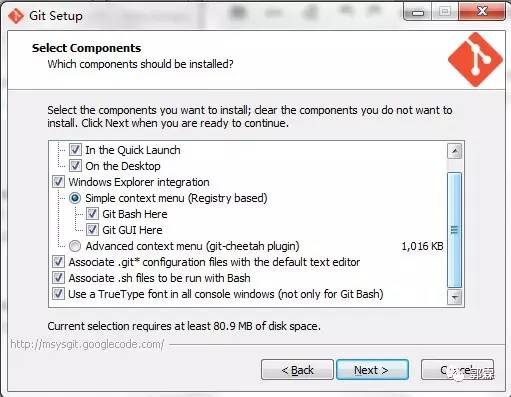 Git Setup
Select Components
Which components should be installed?
Select the components you want to install; clear the components you do not want to
install. Click Next when you are ready to continue.
In the Quick Launch
On the Desktop
Windows Explorer integration
Simple context menu (Registry based)
Git Bash Here
Git GUI Here
Advanced context menu (git-cheetah plugin) 1,016 KB
Associate .git* configuration files with the default text editor
Associate .sh files to be run with Bash
Use a TrueType font in all console windows (not only for Git Bash)
Current selection requires at least 80.9 MB of disk space.
http://msysgit.googlecode.com/
< Back Next > Cancel
郭霖